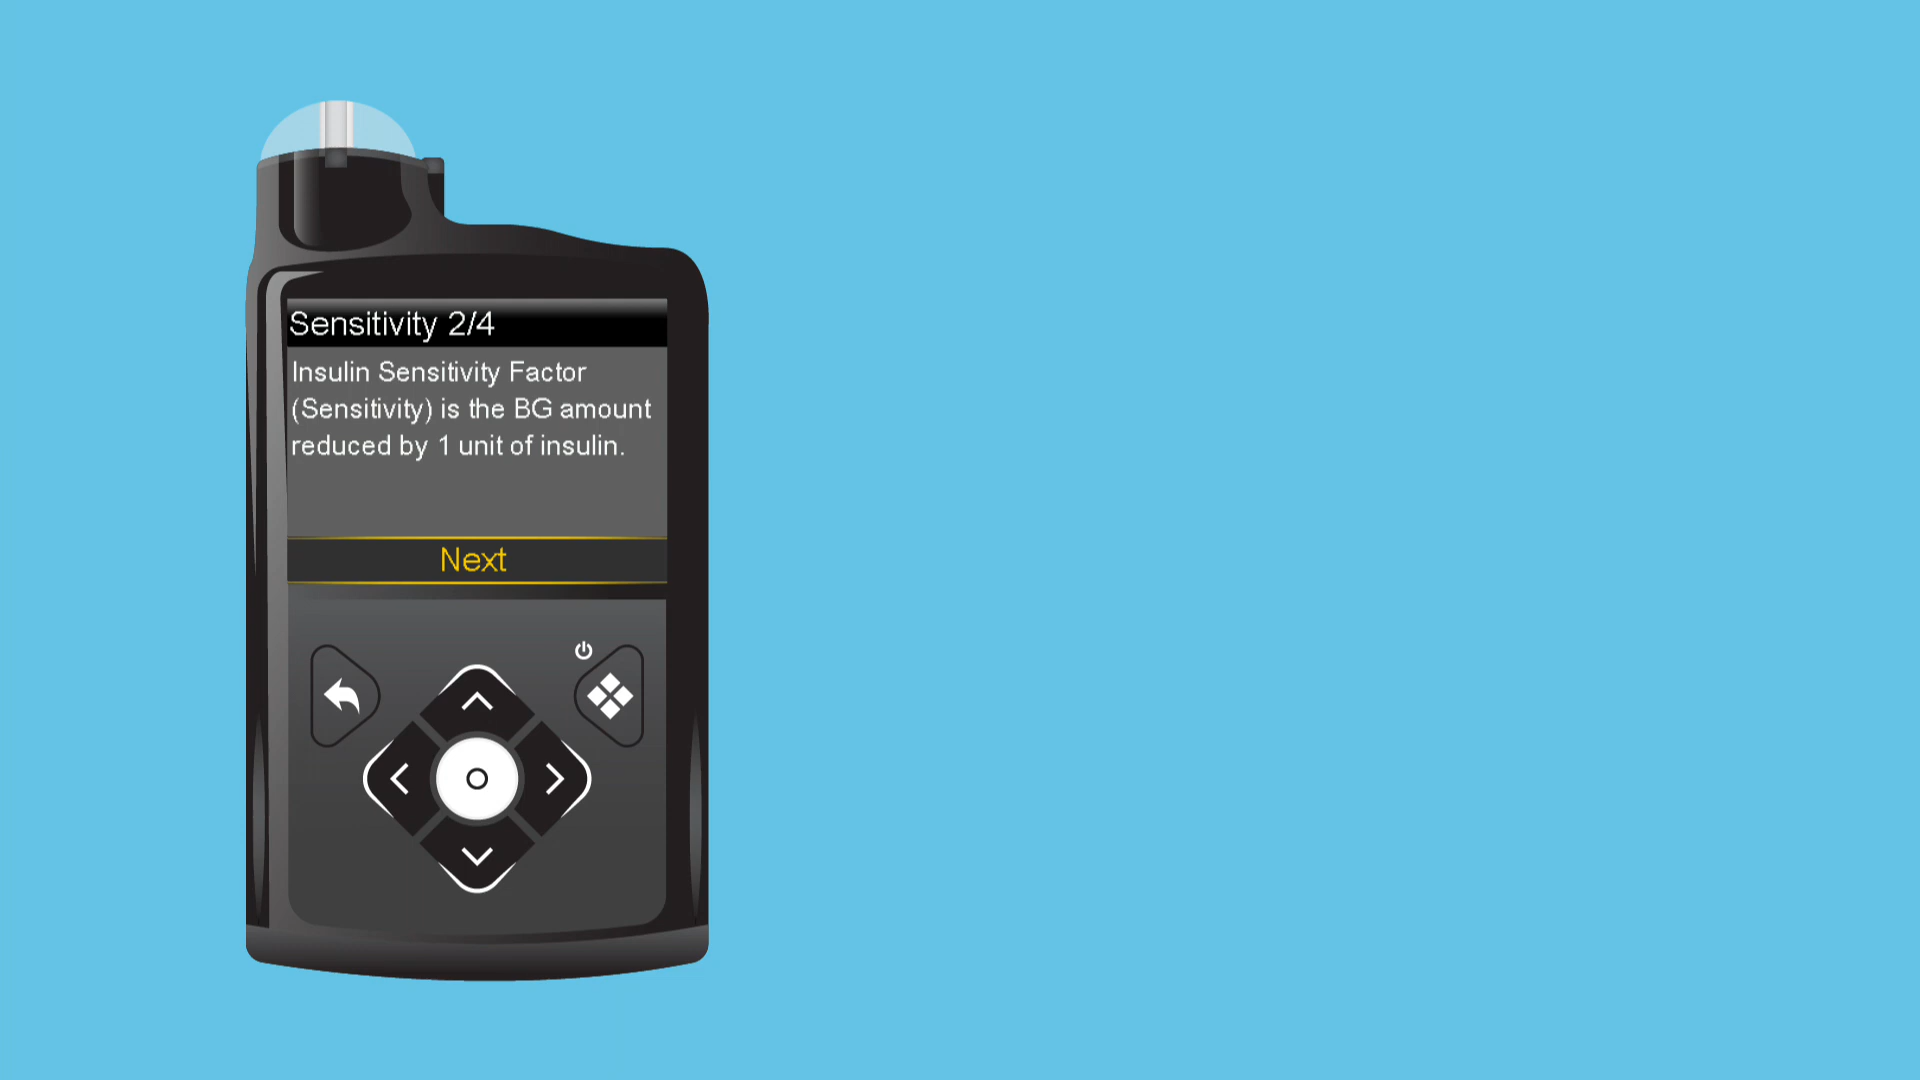 Sensitivity 2/4
Insulin Sensitivity Factor
(Sensitivity) is the BG amount
reduced by 1 unit of insulin.
Next